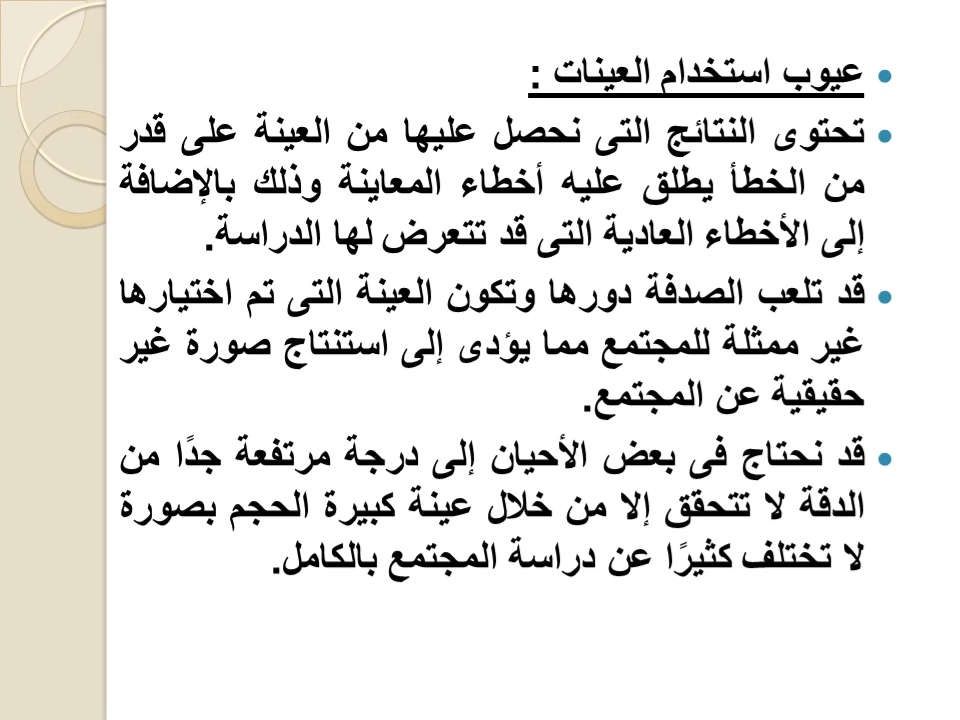 • عيوب استخدام العينات :
• تحتوى النتائج التى نحصل عليها من العينة على قدر
من الخطأ يطلق عليه أخطاء المعاينة وذلك بالإضافة
إلى الأخطاء العادية التى قد تتعرض لها الدراسة.
• قد تلعب الصدفة دورها وتكون العينة التى تم اختيارها
غير ممثلة للمجتمع مما يؤدى إلى استنتاج صورة غير
حقيقية عن المجتمع.
• قد نحتاج فى بعض الأحيان إلى درجة مرتفعة جدًا من
الدقة لا تتحقق إلا من خلال عينة كبيرة الحجم بصورة
لا تختلف كثيرًا عن دراسة المجتمع بالكامل.